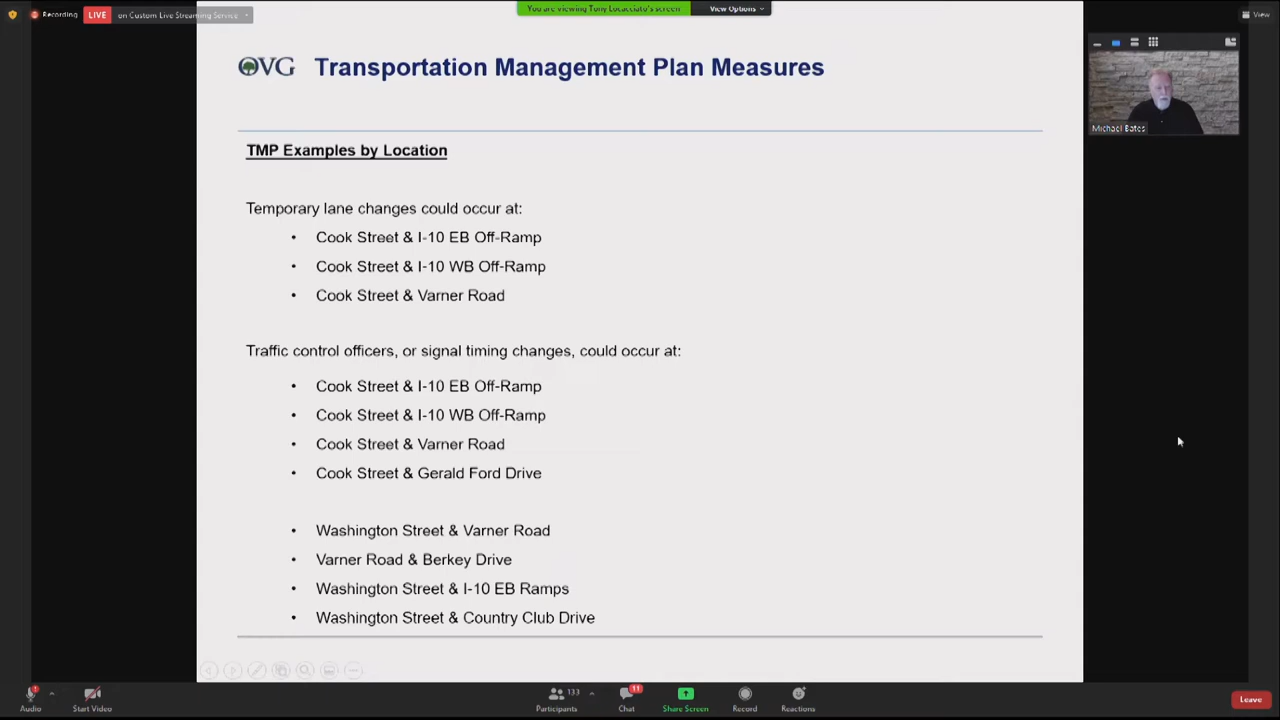 Recording
LIVE
on Custom Live Streaming Service
You are viewing Tony Locacciato's screen
View Options
View
OVG
Transportation Management Plan Measures
Michael Bates
TMP Examples by Location
Temporary lane changes could occur at:
• Cook Street & I-10 EB Off-Ramp
• Cook Street & I-10 WB Off-Ramp
• Cook Street & Varner Road
Traffic control officers, or signal timing changes, could occur at:
• Cook Street & I-10 EB Off-Ramp
• Cook Street & I-10 WB Off-Ramp
• Cook Street & Varner Road
• Cook Street & Gerald Ford Drive
• Washington Street & Varner Road
• Varner Road & Berkey Drive
• Washington Street & I-10 EB Ramps
• Washington Street & Country Club Drive
Audio
Start Video
133
Participants
11
Chat
Share Screen
Record
Reactions
Leave